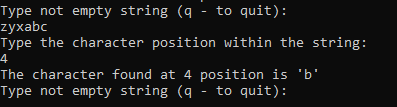 Type not empty string (q - to quit):
zyxabc
Type the character position within the string:
4
The character found at 4 position is 'b'
Type not empty string (q - to quit):